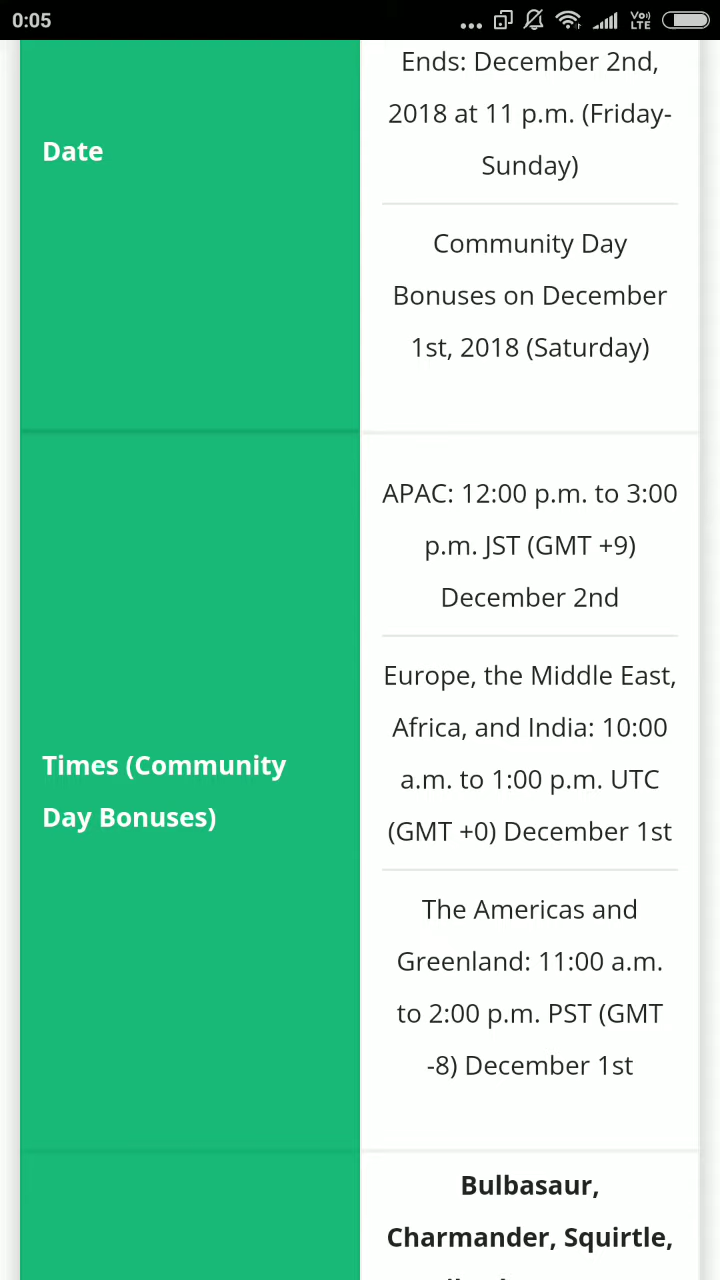 0:05
Vo)) LTE
Ends: December 2nd,
2018 at 11 p.m. (Friday-
Sunday)
Date
Community Day
Bonuses on December
1st, 2018 (Saturday)
APAC: 12:00 p.m. to 3:00
p.m. JST (GMT +9)
December 2nd
Europe, the Middle East,
Africa, and India: 10:00
a.m. to 1:00 p.m. UTC
(GMT +0) December 1st
Times (Community
Day Bonuses)
The Americas and
Greenland: 11:00 a.m.
to 2:00 p.m. PST (GMT
-8) December 1st
Bulbasaur,
Charmander, Squirtle,